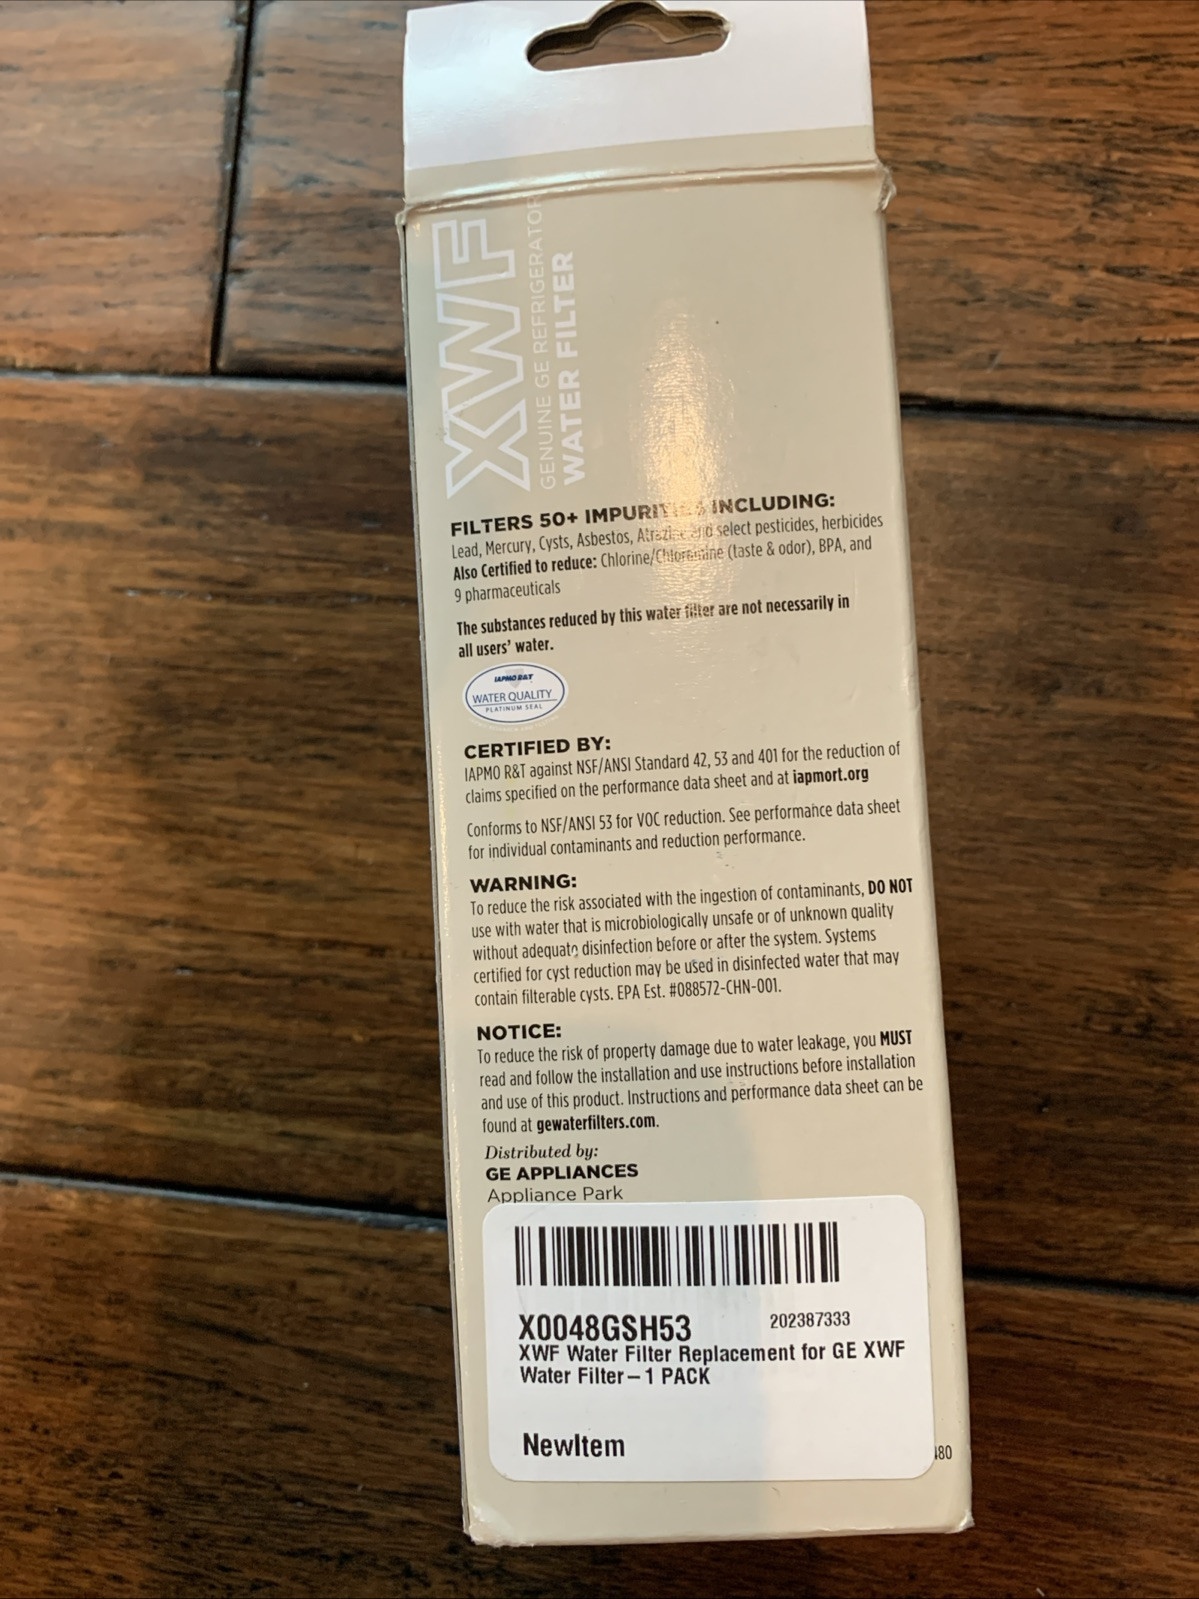 XWF
GENUINE GE REFRIGERATOR
WATER FILTER
FILTERS 50+ IMPURITIES INCLUDING:
Lead, Mercury, Cysts, Asbestos, Atrazine and select pesticides, herbicides
Also Certified to reduce: Chlorine/Chloramine (taste & odor), BPA, and
9 pharmaceuticals
The substances reduced by this water filter are not necessarily in
all users' water.
IAPMO R&T
WATER QUALITY
PLATINUM SEAL
CERTIFIED BY:
IAPMO R&T against NSF/ANSI Standard 42, 53 and 401 for the reduction of
claims specified on the performance data sheet and at iapmort.org
Conforms to NSF/ANSI 53 for VOC reduction. See performance data sheet
for individual contaminants and reduction performance.
WARNING:
To reduce the risk associated with the ingestion of contaminants, DO NOT
use with water that is microbiologically unsafe or of unknown quality
without adequate disinfection before or after the system. Systems
certified for cyst reduction may be used in disinfected water that may
contain filterable cysts. EPA Est. #088572-CHN-001.
NOTICE:
To reduce the risk of property damage due to water leakage, you MUST
read and follow the installation and use instructions before installation
and use of this product. Instructions and performance data sheet can be
found at gewaterfilters.com.
Distributed by:
GE APPLIANCES
Appliance Park
X0048GSH53 202387333
XWF Water Filter Replacement for GE XWF
Water Filter – 1 PACK
NewItem